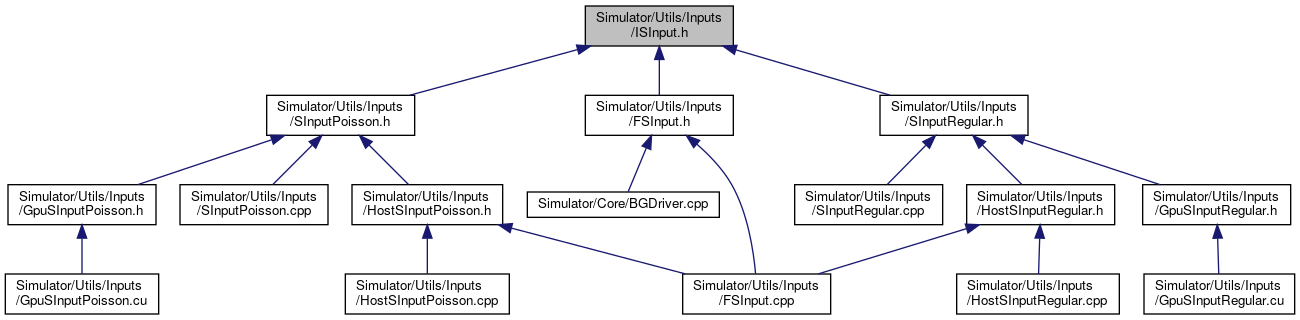 Simulator/Utils/Inputs
/ISInput.h
Simulator/Utils/Inputs
/SInputPoisson.h
Simulator/Utils/Inputs
/FSInput.h
Simulator/Utils/Inputs
/SInputRegular.h
Simulator/Utils/Inputs
/GpuSInputPoisson.h
Simulator/Utils/Inputs
/SInputPoisson.cpp
Simulator/Utils/Inputs
/HostSInputPoisson.h
Simulator/Core/BGDriver.cpp
Simulator/Utils/Inputs
/SInputRegular.cpp
Simulator/Utils/Inputs
/HostSInputRegular.h
Simulator/Utils/Inputs
/GpuSInputRegular.h
Simulator/Utils/Inputs
/GpuSInputPoisson.cu
Simulator/Utils/Inputs
/HostSInputPoisson.cpp
Simulator/Utils/Inputs
/FSInput.cpp
Simulator/Utils/Inputs
/HostSInputRegular.cpp
Simulator/Utils/Inputs
/GpuSInputRegular.cu